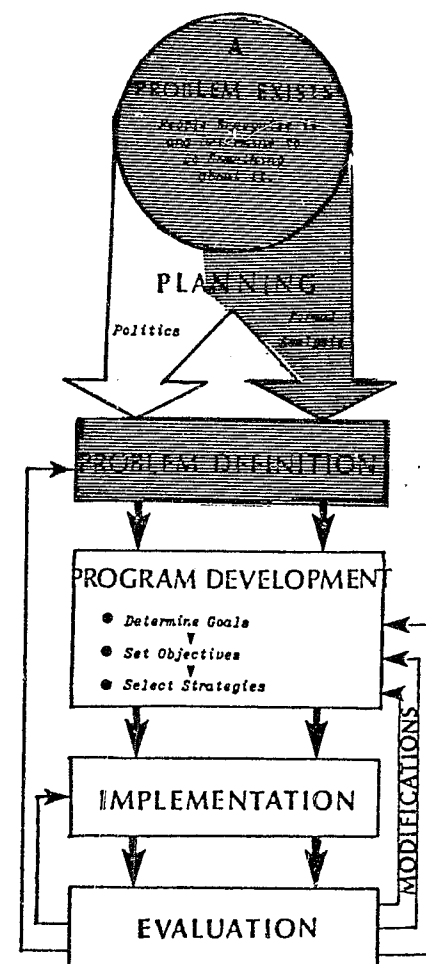 A
PROBLEM EXISTS
People Recognize It
and Determine To
Do Something
About It.
PLANNING
Politics
Formal
Analysis
PROBLEM DEFINITION
PROGRAM DEVELOPMENT
● Determine Goals
● Set Objectives
● Select Strategies
MODIFICATIONS
IMPLEMENTATION
EVALUATION